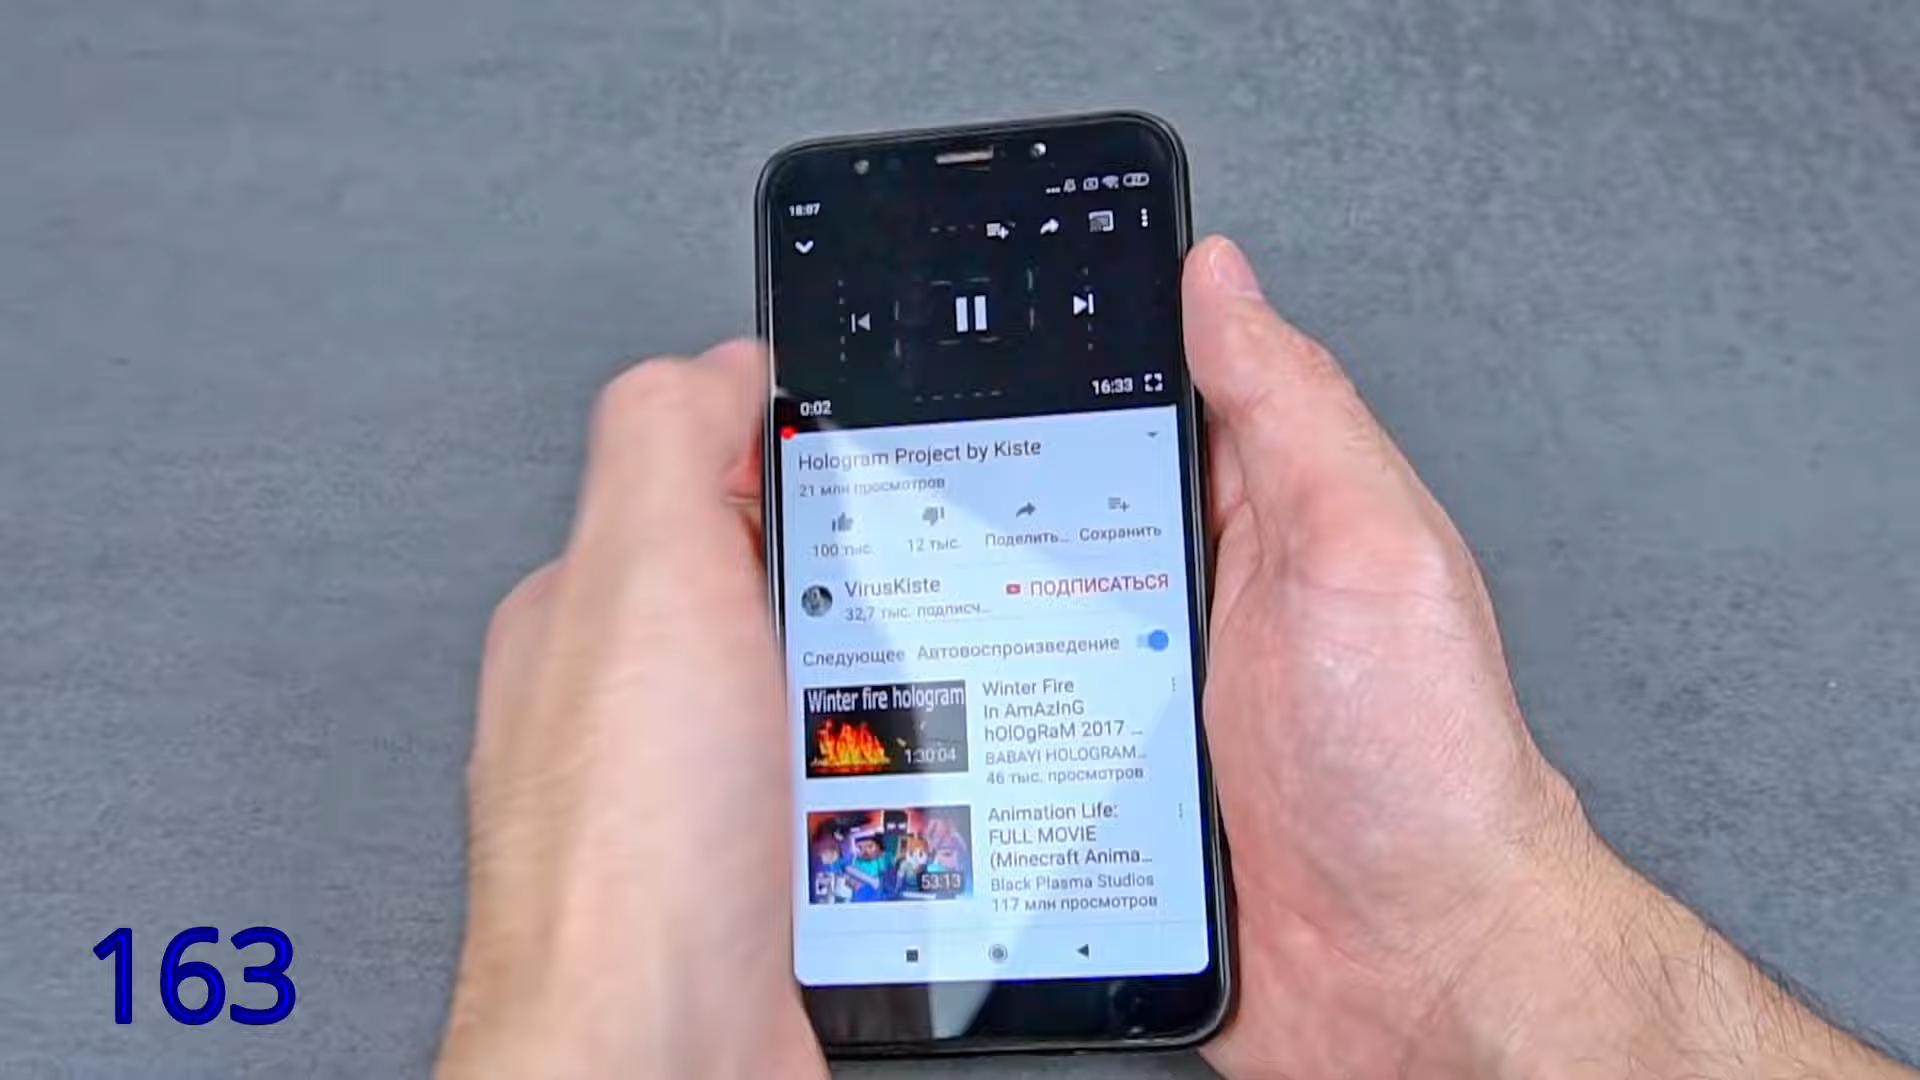 18:07
0:02
16:33
Hologram Project by Kiste
21 млн просмотров
100 тыс.
12 тыс.
Поделить...
Сохранить
VirusKiste
ПОДПИСАТЬСЯ
32,7 тыс. подписч...
Следующее
Автовоспроизведение
Winter fire hologram
1:30:04
Winter Fire
In AmAzInG
hOlOgRaM 2017 ...
BABAYI HOLOGRAM...
46 тыс. просмотров
53:13
Animation Life:
FULL MOVIE
(Minecraft Anima...
Black Plasma Studios
117 млн просмотров
163